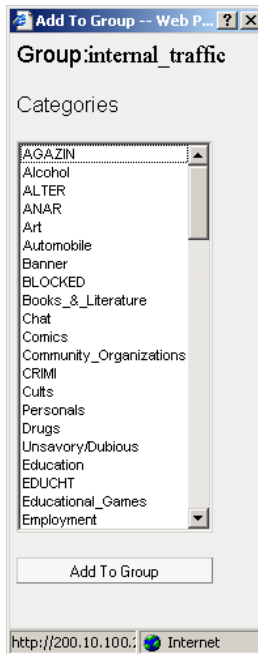 Add To Group -- Web P...
Group:internal_traffic
Categories
AGAZIN
Alcohol
ALTER
ANAR
Art
Automobile
Banner
BLOCKED
Books_&_Literature
Chat
Comics
Community_Organizations
CRIMI
Cults
Personals
Drugs
Unsavory/Dubious
Education
EDUCHT
Educational_Games
Employment
Add To Group
http://200.10.100.: Internet